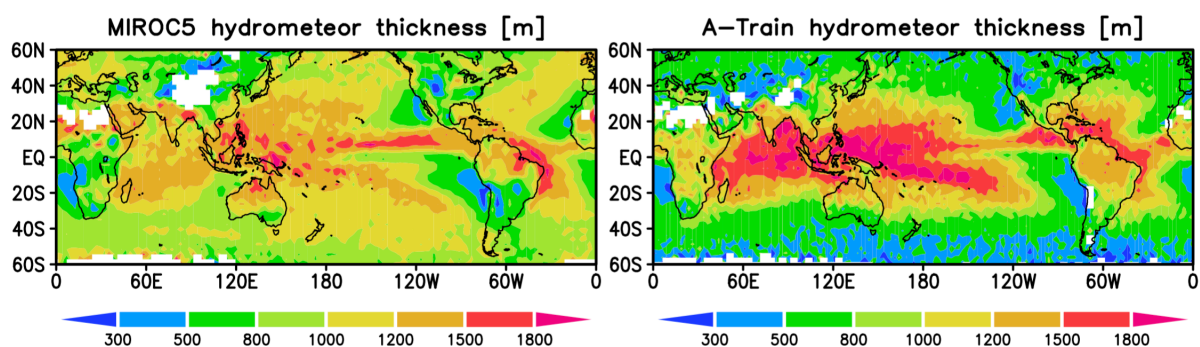 MIROC5 hydrometeor thickness [m]
60N
40N
20N
EQ
20S
40S
60S
0 60E 120E 180 120W 60W 0
300 500 800 1000 1200 1500 1800
A-Train hydrometeor thickness [m]
60N
40N
20N
EQ
20S
40S
60S
0 60E 120E 180 120W 60W 0
300 500 800 1000 1200 1500 1800